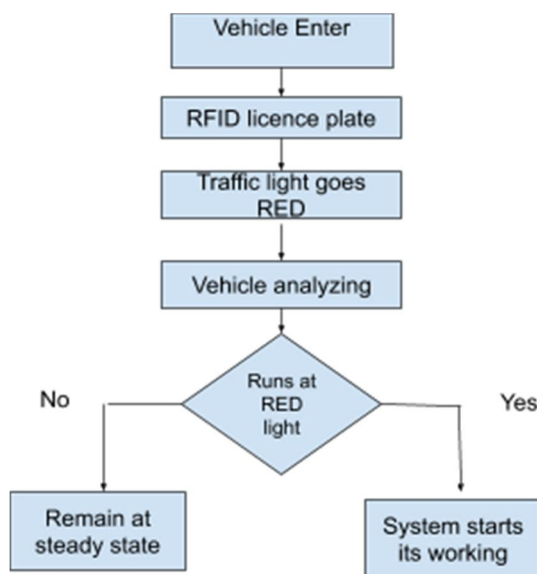 Vehicle Enter
RFID licence plate
Traffic light goes
RED
Vehicle analyzing
Runs at
RED
light
No
Yes
Remain at
steady state
System starts
its working